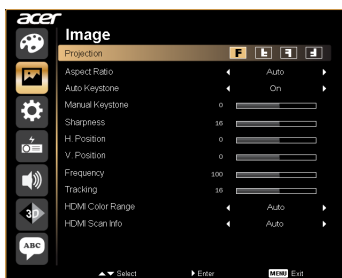 acer
Image
Projection F F F F
Aspect Ratio Auto
Auto Keystone On
Manual Keystone 0
Sharpness 16
H. Position 0
V. Position 0
Frequency 100
Tracking 16
HDMI Color Range Auto
HDMI Scan Info Auto
3D
ABC
Select Enter MENU Exit